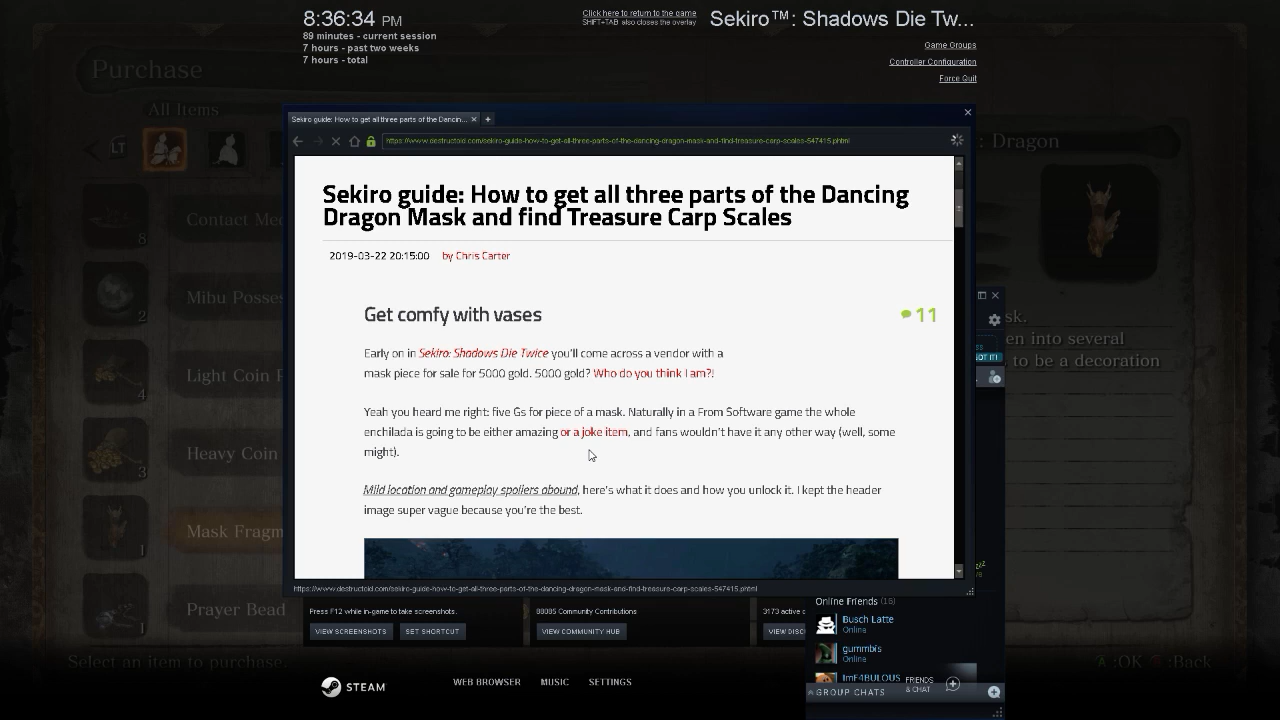 8:36:34 PM
89 minutes - current session
7 hours - past two weeks
7 hours - total
Click here to return to the game
SHIFT+TAB also closes the overlay
Sekiro™: Shadows Die Tw...
Game Groups
Controller Configuration
Force Quit
Purchase
All Items
LT
Contact Me
8
Mibu Posses
2
Light Coin P
4
Heavy Coin
3
Mask Fragm
1
Prayer Bead
1
Select an item to purchase.
: Dragon
sk.
en into several
to be a decoration
Sekiro guide: How to get all three parts of the Dancin...
https://www.destructoid.com/sekiro-guide-how-to-get-all-three-parts-of-the-dancing-dragon-mask-and-find-treasure-carp-scales-547415.phtml
Sekiro guide: How to get all three parts of the Dancing
Dragon Mask and find Treasure Carp Scales
2019-03-22 20:15:00 by Chris Carter
Get comfy with vases
11
Early on in Sekiro: Shadows Die Twice you'll come across a vendor with a
mask piece for sale for 5000 gold. 5000 gold? Who do you think I am?!
Yeah you heard me right: five Gs for piece of a mask. Naturally in a From Software game the whole
enchilada is going to be either amazing or a joke item, and fans wouldn't have it any other way (well, some
might).
Mild location and gameplay spoilers abound, here's what it does and how you unlock it. I kept the header
image super vague because you're the best.
https://www.destructoid.com/sekiro-guide-how-to-get-all-three-parts-of-the-dancing-dragon-mask-and-find-treasure-carp-scales-547415.phtml
Press F12 while in-game to take screenshots.
VIEW SCREENSHOTS
SET SHORTCUT
88085 Community Contributions
VIEW COMMUNITY HUB
3173 active d
VIEW DISC
OT IT!
Online Friends (16)
Busch Latte
Online
gummbis
Online
ImF4BULOUS
FRIENDS
& CHAT
GROUP CHATS
STEAM
WEB BROWSER
MUSIC
SETTINGS
A:OK
:Back